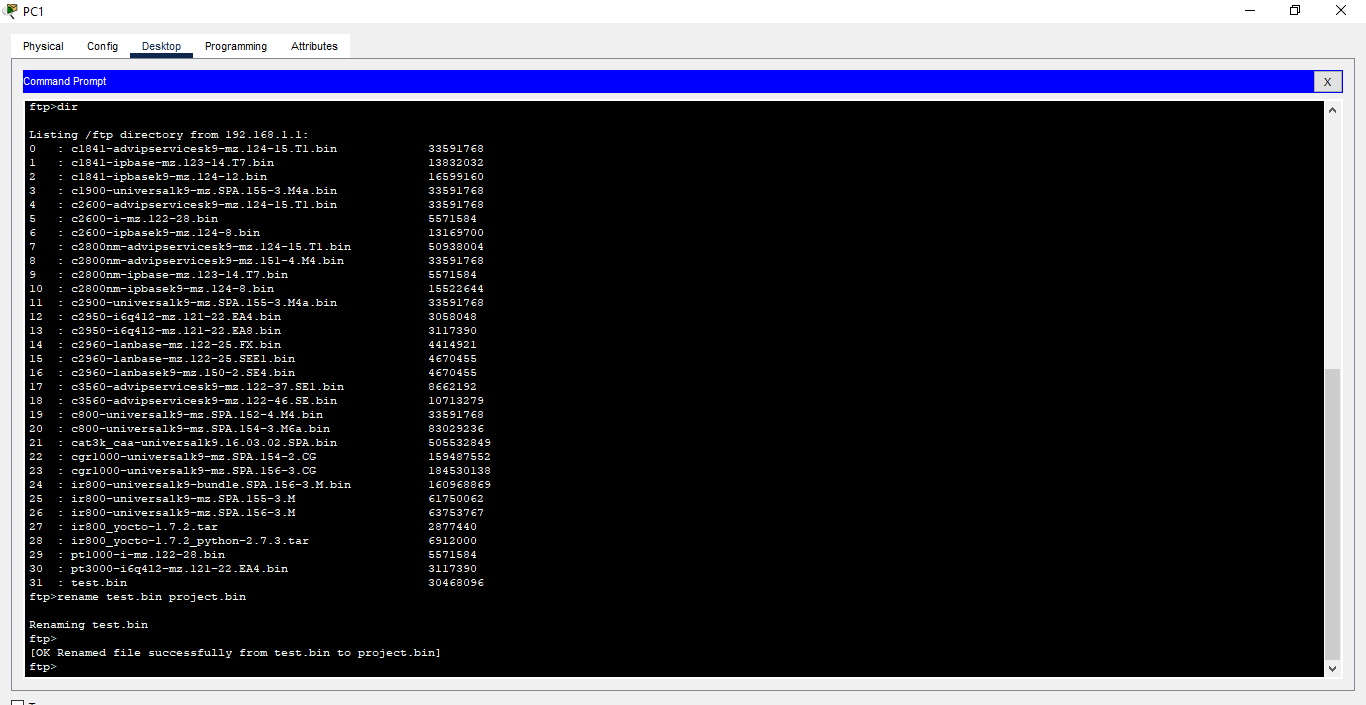 PC1
Physical Config Desktop Programming Attributes
Command Prompt X
ftp>dir
Listing /ftp directory from 192.168.1.1:
0 : c1841-advipservicesk9-mz.124-15.T1.bin 33591768
1 : c1841-ipbase-mz.123-14.T7.bin 13832032
2 : c1841-ipbasek9-mz.124-12.bin 16599160
3 : c1900-universalk9-mz.SPA.155-3.M4a.bin 33591768
4 : c2600-advipservicesk9-mz.124-15.T1.bin 33591768
5 : c2600-i-mz.122-28.bin 5571584
6 : c2600-ipbasek9-mz.124-8.bin 13169700
7 : c2800nm-advipservicesk9-mz.124-15.T1.bin 50938004
8 : c2800nm-advipservicesk9-mz.151-4.M4.bin 33591768
9 : c2800nm-ipbase-mz.123-14.T7.bin 5571584
10 : c2800nm-ipbasek9-mz.124-8.bin 15522644
11 : c2900-universalk9-mz.SPA.155-3.M4a.bin 33591768
12 : c2950-i6q4l2-mz.121-22.EA4.bin 3058048
13 : c2950-i6q4l2-mz.121-22.EA8.bin 3117390
14 : c2960-lanbase-mz.122-25.FX.bin 4414921
15 : c2960-lanbase-mz.122-25.SEE1.bin 4670455
16 : c2960-lanbasek9-mz.150-2.SE4.bin 4670455
17 : c3560-advipservicesk9-mz.122-37.SE1.bin 8662192
18 : c3560-advipservicesk9-mz.122-46.SE.bin 10713279
19 : c800-universalk9-mz.SPA.152-4.M4.bin 33591768
20 : c800-universalk9-mz.SPA.154-3.M6a.bin 83029236
21 : cat3k_caa-universalk9.16.03.02.SPA.bin 505532849
22 : cgr1000-universalk9-mz.SPA.154-2.CG 159487552
23 : cgr1000-universalk9-mz.SPA.156-3.CG 184530138
24 : ir800-universalk9-bundle.SPA.156-3.M.bin 160968869
25 : ir800-universalk9-mz.SPA.155-3.M 61750062
26 : ir800-universalk9-mz.SPA.156-3.M 63753767
27 : ir800_yocto-1.7.2.tar 2877440
28 : ir800_yocto-1.7.2_python-2.7.3.tar 6912000
29 : pt1000-i-mz.122-28.bin 5571584
30 : pt3000-i6q4l2-mz.121-22.EA4.bin 3117390
31 : test.bin 30468096
ftp>rename test.bin project.bin
Renaming test.bin
ftp>
[OK Renamed file successfully from test.bin to project.bin]
ftp>